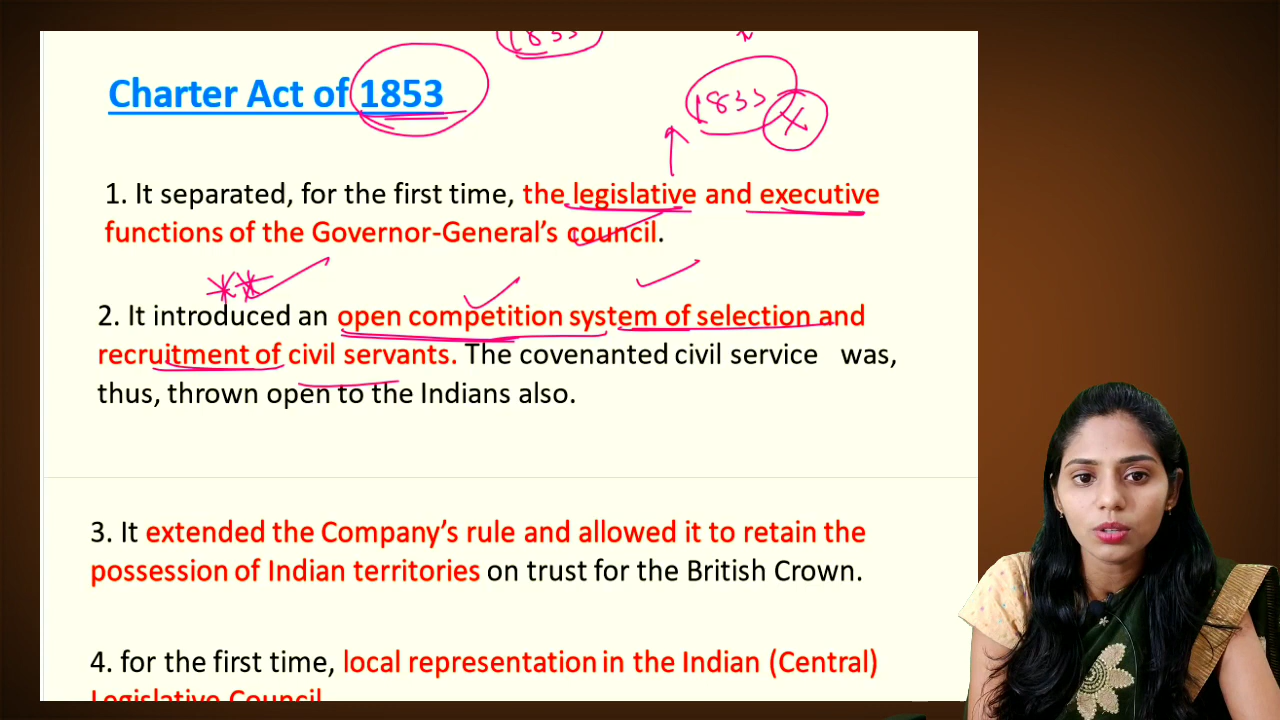 1833
Charter Act of 1853
1833
1. It separated, for the first time, the legislative and executive
functions of the Governor-General’s council.
2. It introduced an open competition system of selection and
recruitment of civil servants. The covenanted civil service was,
thus, thrown open to the Indians also.
3. It extended the Company’s rule and allowed it to retain the
possession of Indian territories on trust for the British Crown.
4. for the first time, local representation in the Indian (Central)
Legislative Council